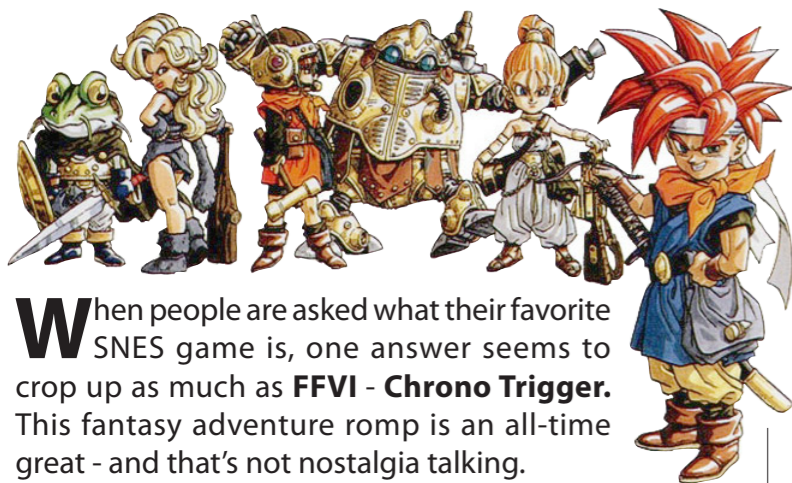 When people are asked what their favorite
SNES game is, one answer seems to
crop up as much as FFVI - Chrono Trigger.
This fantasy adventure romp is an all-time
great - and that's not nostalgia talking.